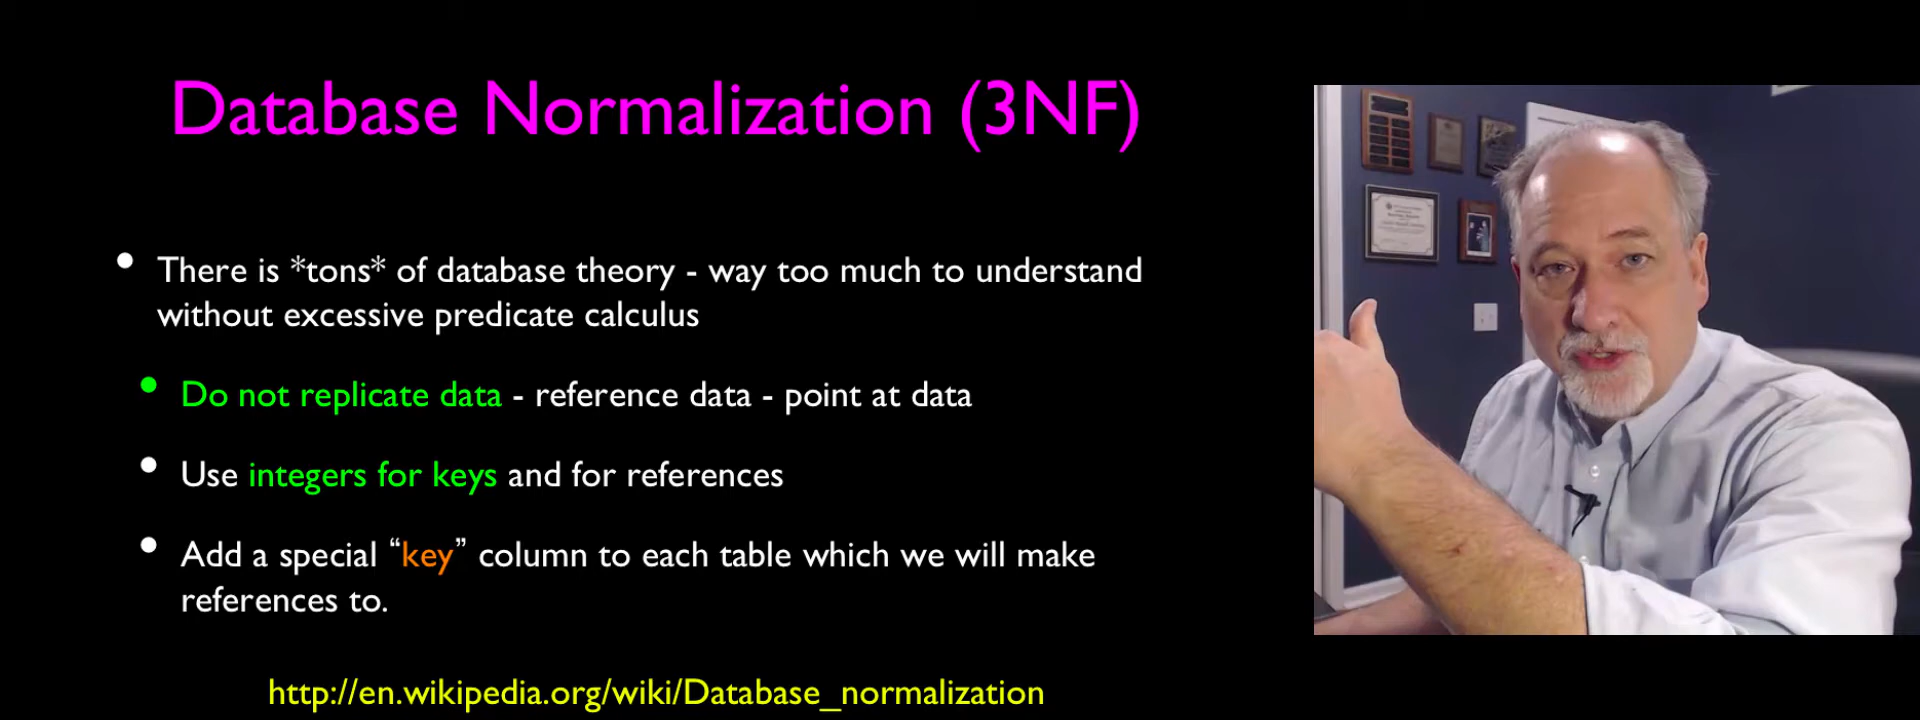 Database Normalization (3NF)
• There is *tons* of database theory - way too much to understand
without excessive predicate calculus
• Do not replicate data - reference data - point at data
• Use integers for keys and for references
• Add a special “key” column to each table which we will make
references to.
http://en.wikipedia.org/wiki/Database_normalization